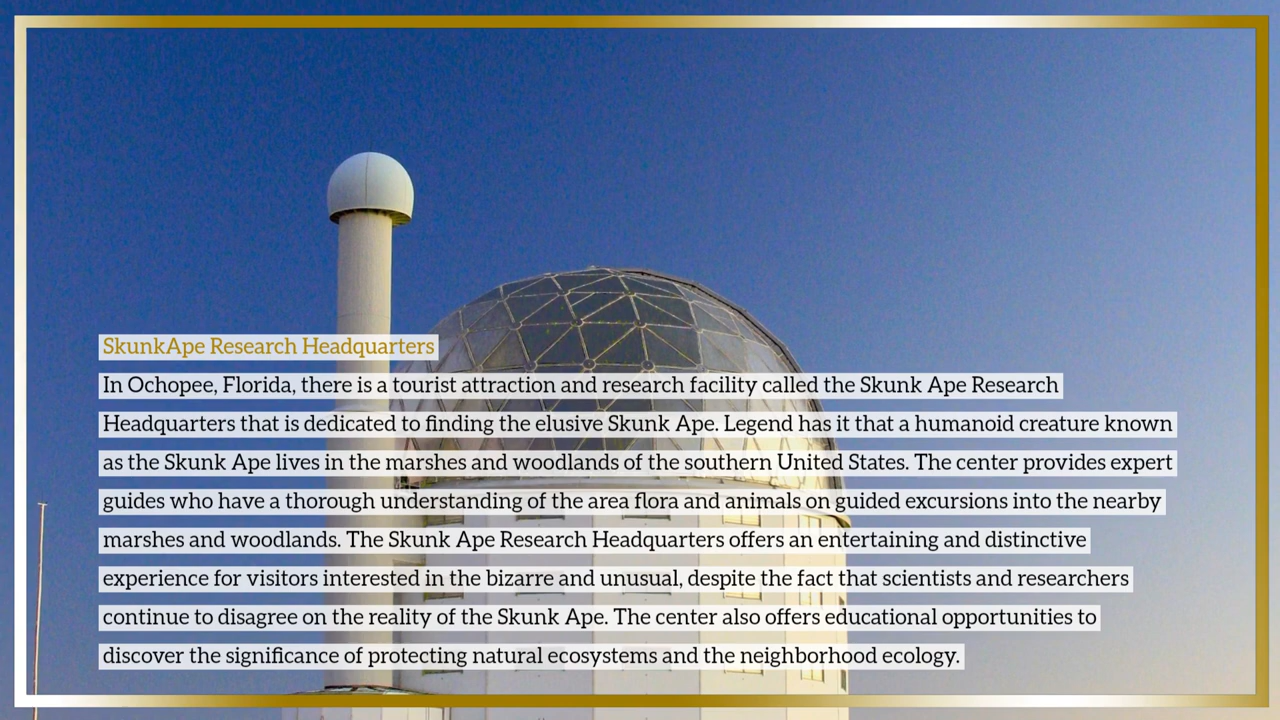 SkunkApe Research Headquarters
In Ochopee, Florida, there is a tourist attraction and research facility called the Skunk Ape Research
Headquarters that is dedicated to finding the elusive Skunk Ape. Legend has it that a humanoid creature known
as the Skunk Ape lives in the marshes and woodlands of the southern United States. The center provides expert
guides who have a thorough understanding of the area flora and animals on guided excursions into the nearby
marshes and woodlands. The Skunk Ape Research Headquarters offers an entertaining and distinctive
experience for visitors interested in the bizarre and unusual, despite the fact that scientists and researchers
continue to disagree on the reality of the Skunk Ape. The center also offers educational opportunities to
discover the significance of protecting natural ecosystems and the neighborhood ecology.